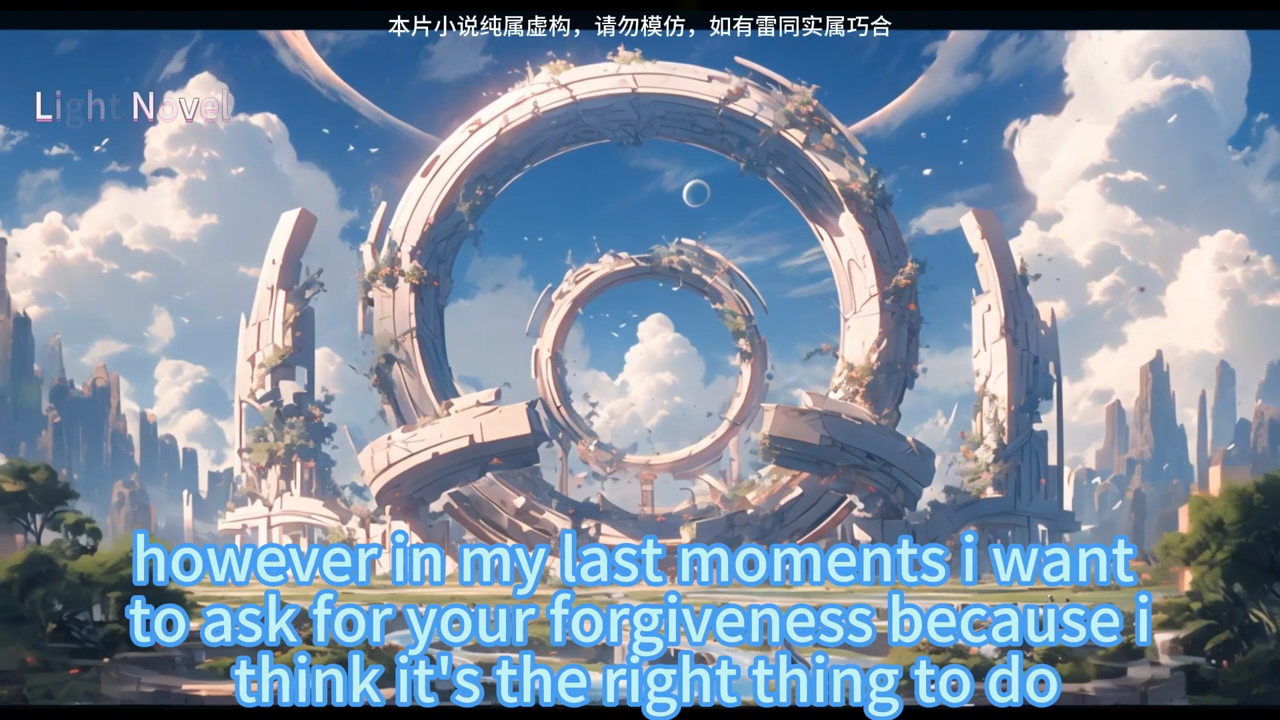 本片小说纯属虚构，请勿模仿，如有雷同实属巧合
Light Novel
however in my last moments i want
to ask for your forgiveness because i
think it's the right thing to do